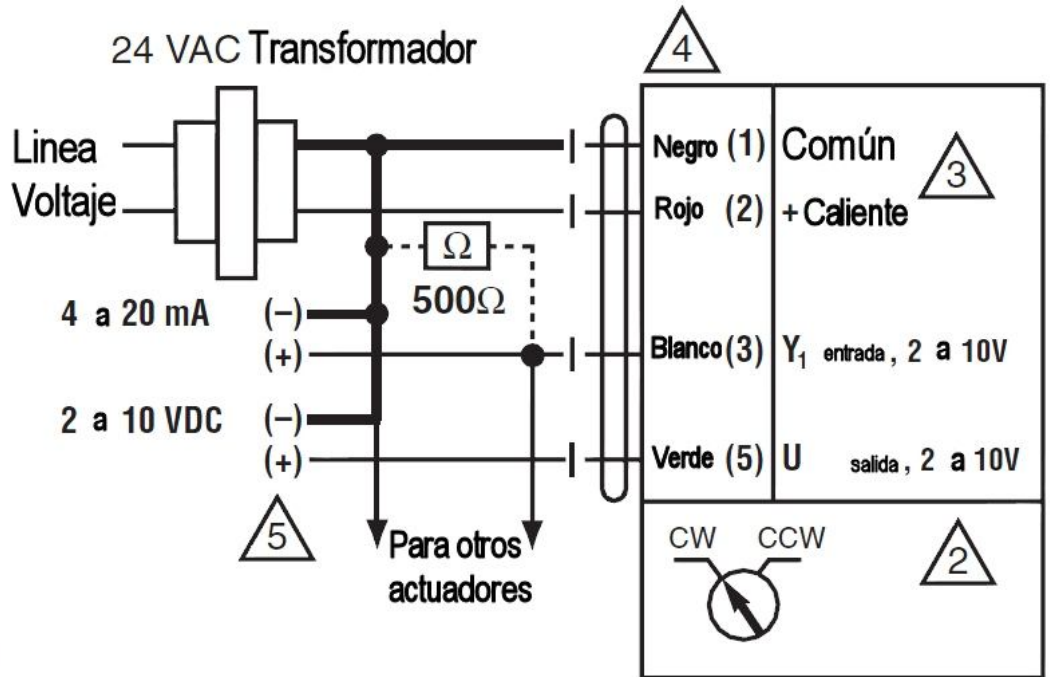 24 VAC Transformador
Linea
Voltaje
4
Negro (1) Común
3
Rojo (2) + Caliente
Ω
500Ω
4 a 20 mA (–)
(+)
Blanco (3) Y1 entrada, 2 a 10V
2 a 10 VDC (–)
(+)
Verde (5) U salida, 2 a 10V
5
Para otros
actuadores
CW CCW
2